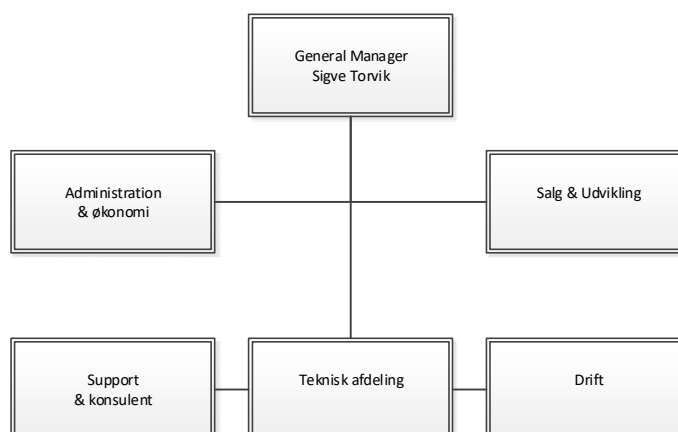 General Manager
Sigve Torvik
Administration
& økonomi
Salg & Udvikling
Support
& konsulent
Teknisk afdeling
Drift